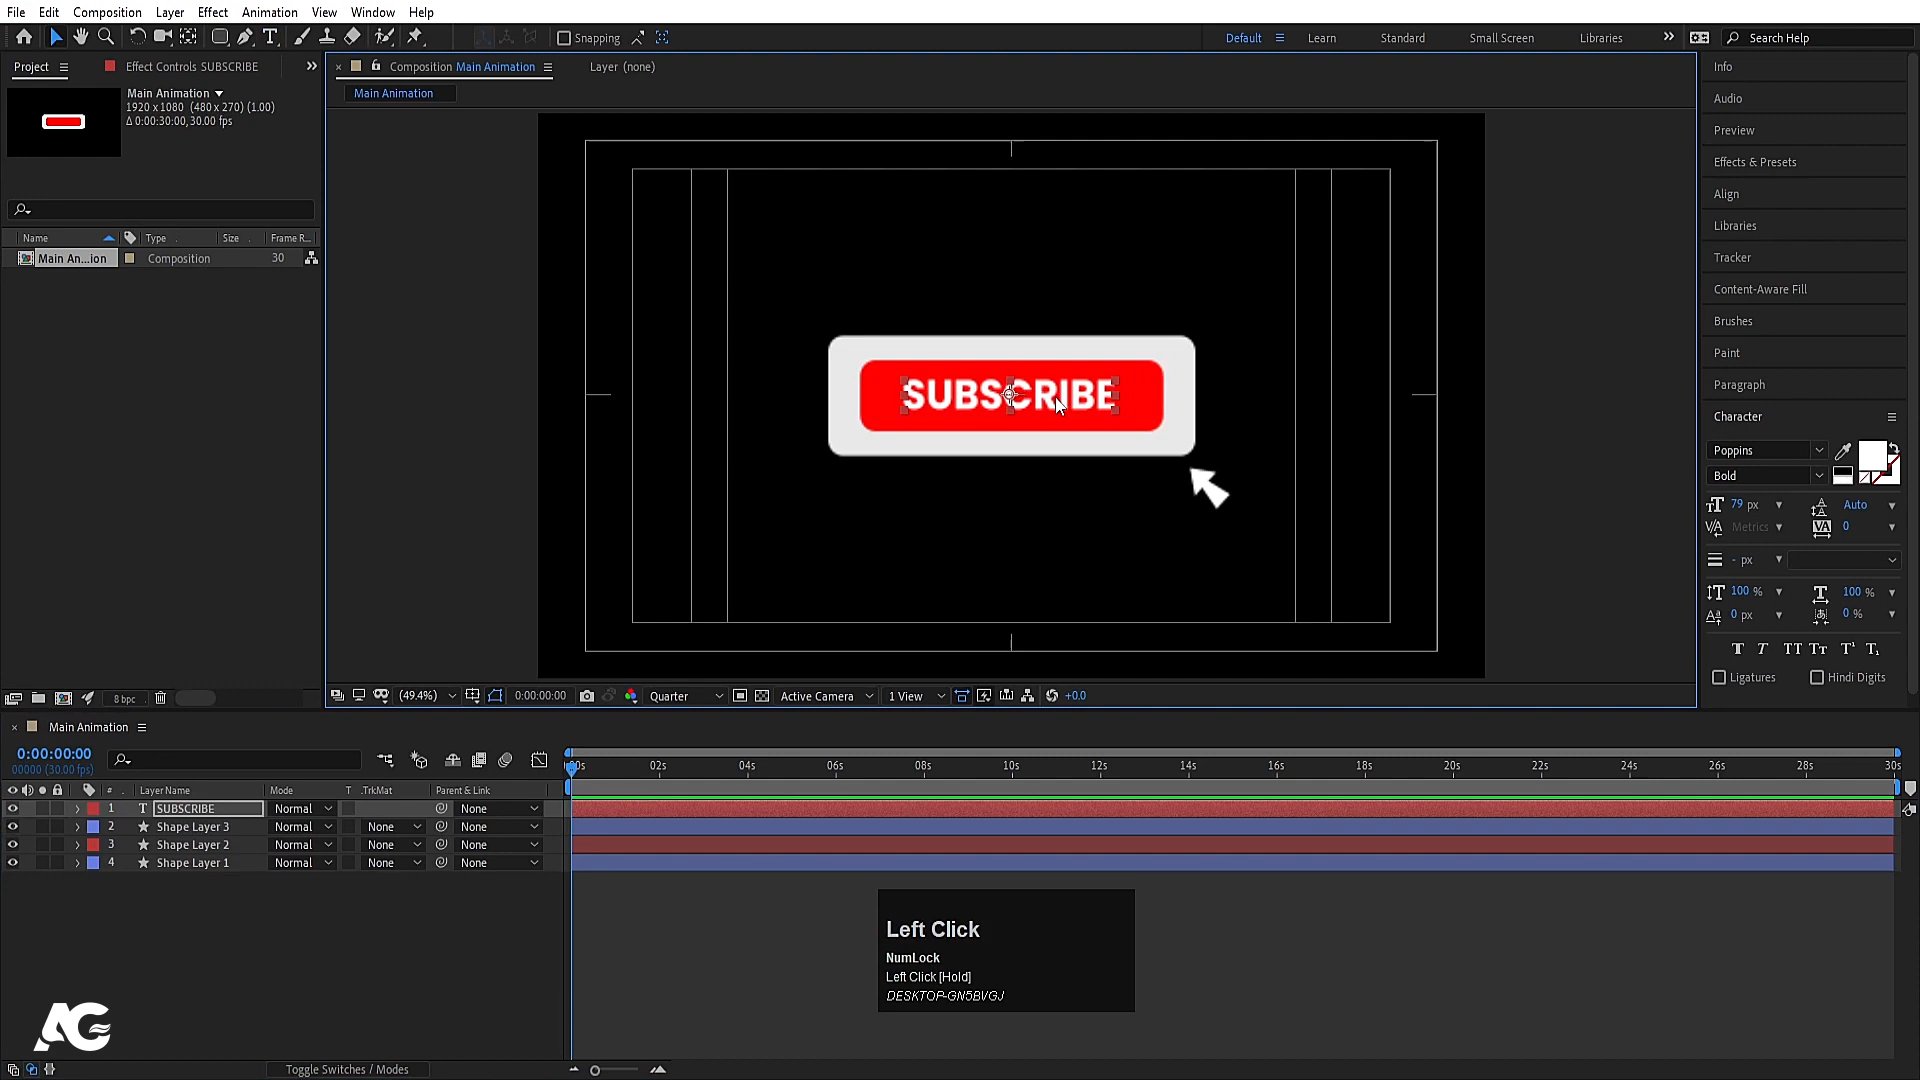 File Edit Composition Layer Effect Animation View Window Help
Snapping Default Learn Standard Small Screen Libraries Search Help
Project Effect Controls SUBSCRIBE
Composition Main Animation Layer (none)
Main Animation
Main Animation
1920 x 1080 (480 x 270) (1.00)
Δ 0:00:30:00, 30.00 fps
Name Type Size Frame R...
Main An...ion Composition 30
SUBSCRIBE
8 bpc
(49.4%) 0:00:00:00 Quarter Active Camera 1 View +0.0
Info
Audio
Preview
Effects & Presets
Align
Libraries
Tracker
Content-Aware Fill
Brushes
Paint
Paragraph
Character
Poppins
Bold
79 px Auto
Metrics 0
- px
100 % 100 %
0 px 0 %
Ligatures Hindi Digits
Main Animation
0:00:00:00
00000 (30.00 fps)
02s 04s 06s 08s 10s 12s 14s 16s 18s 20s 22s 24s 26s 28s 30s
# Layer Name Mode T .TrkMat Parent & Link
1 SUBSCRIBE Normal None
2 Shape Layer 3 Normal None None
3 Shape Layer 2 Normal None None
4 Shape Layer 1 Normal None None
Left Click
NumLock
Left Click [Hold]
DESKTOP-GN5BVGJ
AG
Toggle Switches / Modes